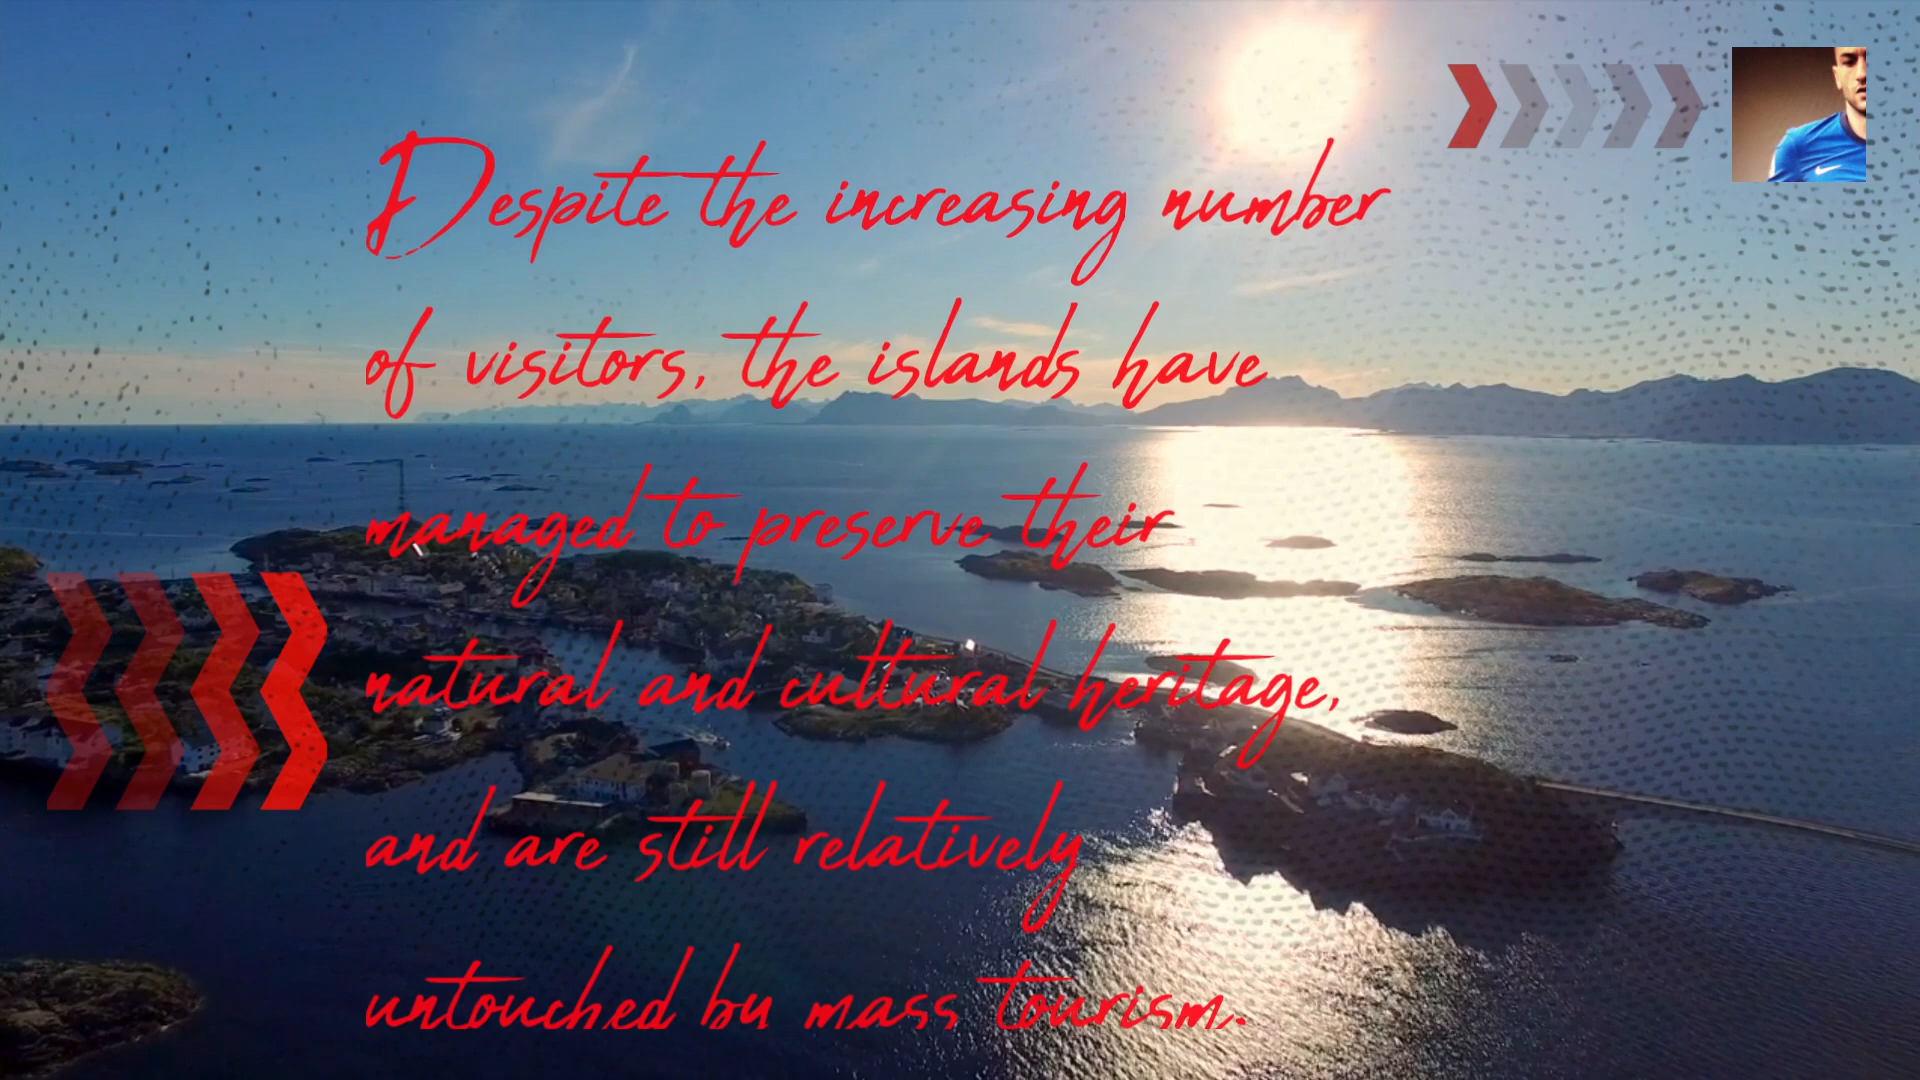 Despite the increasing number
of visitors, the islands have
managed to preserve their
natural and cultural heritage,
and are still relatively
untouched by mass tourism.